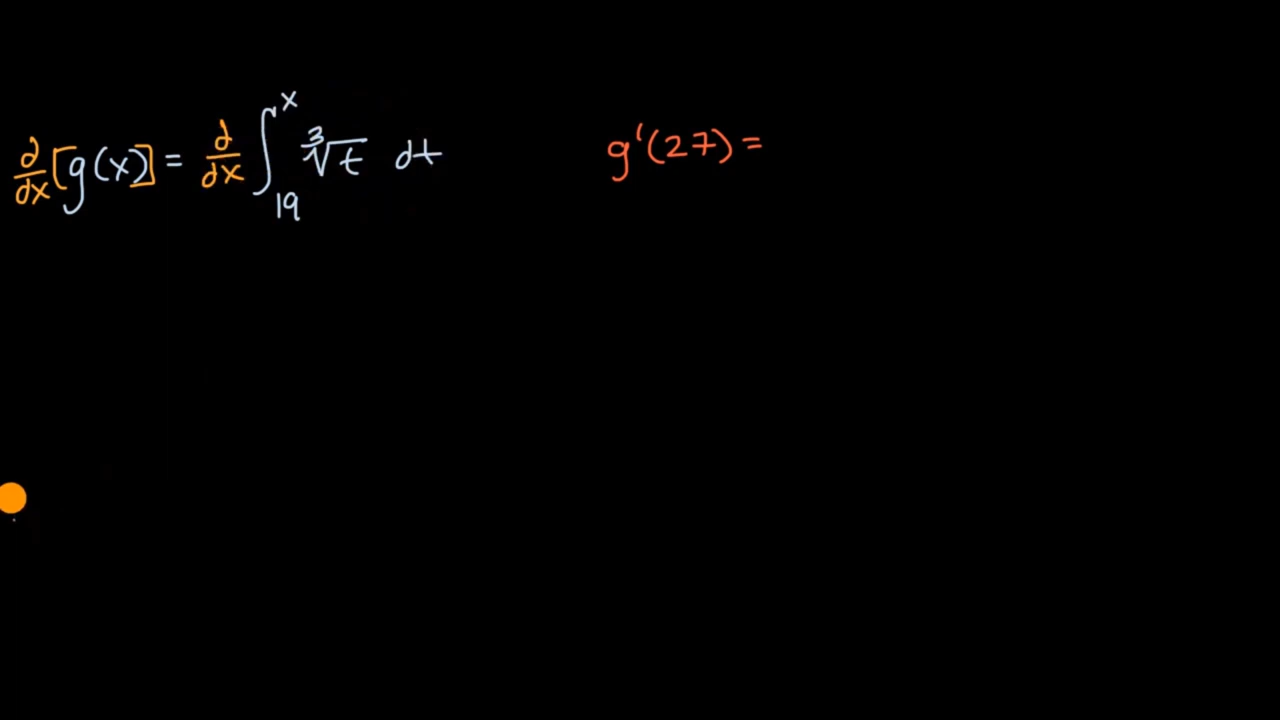 d/dx [g(x)] = d/dx ∫₁₉ˣ ∛t dt    g'(27) =